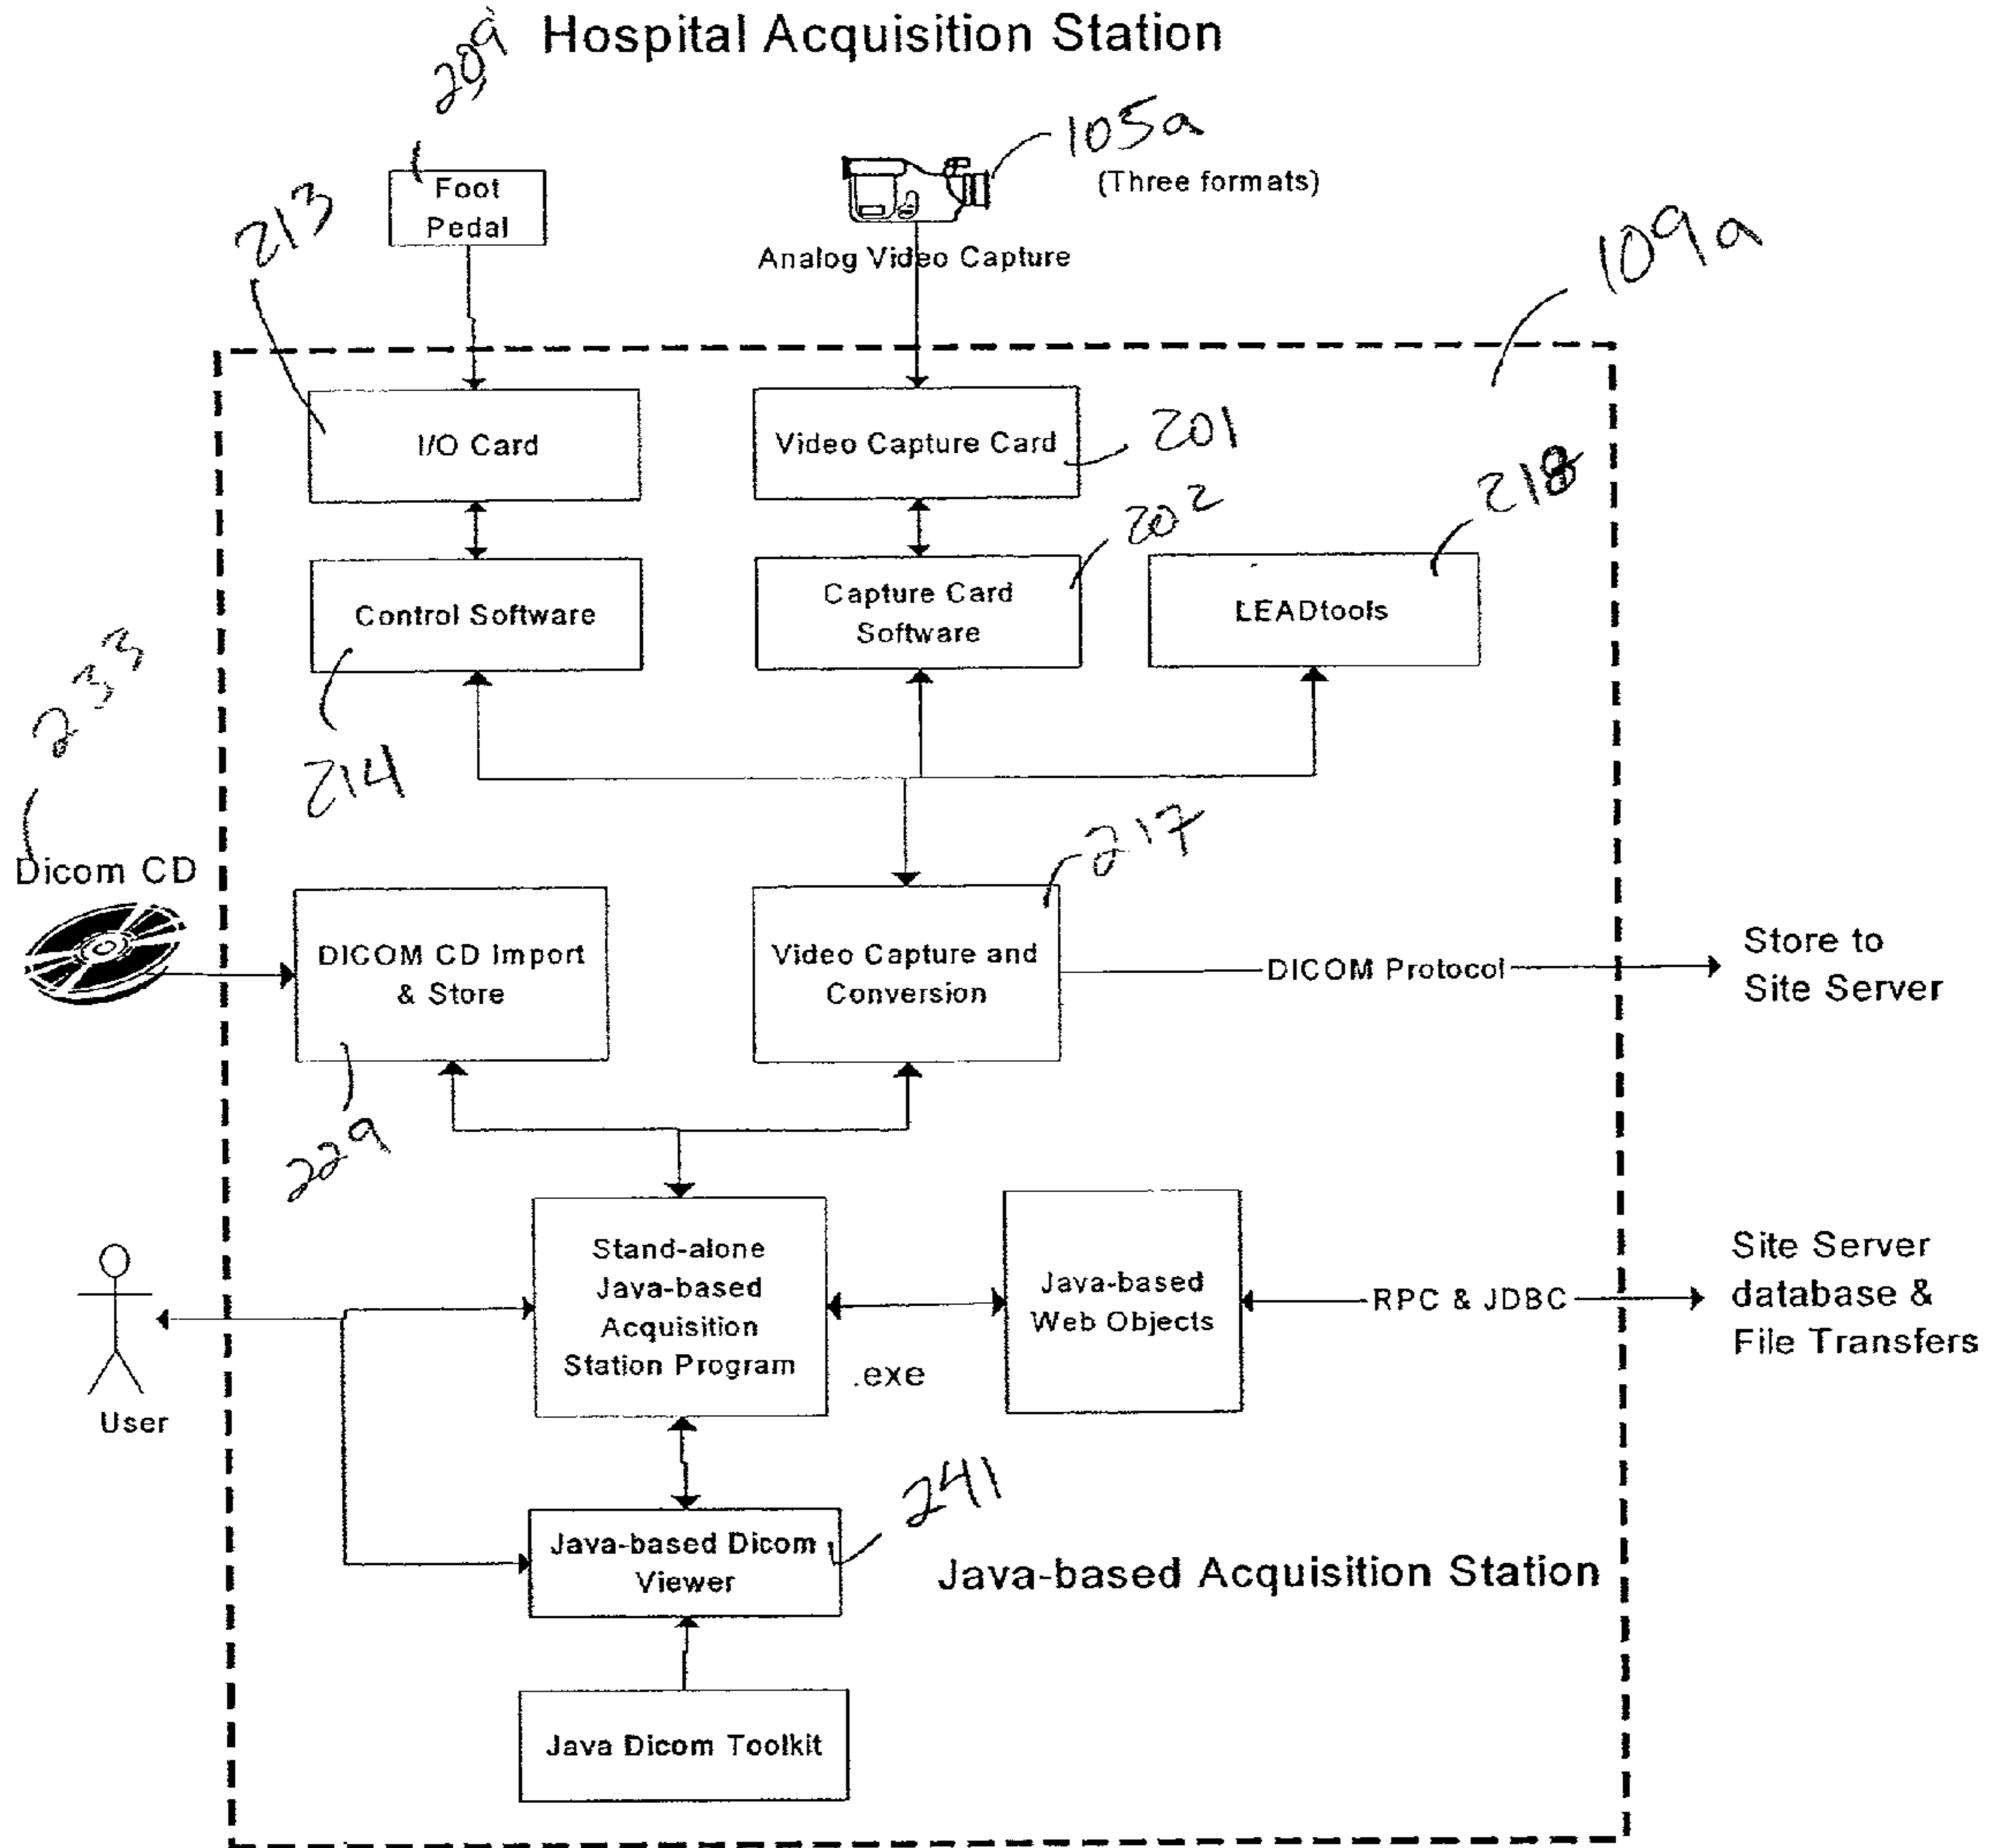 Hospital Acquisition Station
209
105a
(Three formats)
Foot
Pedal
213
Analog Video Capture
109a
I/O Card
Video Capture Card
201
218
202
Control Software
Capture Card
Software
LEADtools
233
214
217
Dicom CD
DICOM CD Import
& Store
Video Capture and
Conversion
DICOM Protocol
Store to
Site Server
229
Stand-alone
Java-based
Acquisition
Station Program
.exe
Java-based
Web Objects
RPC & JDBC
Site Server
database &
File Transfers
User
241
Java-based Dicom
Viewer
Java-based Acquisition Station
Java Dicom Toolkit